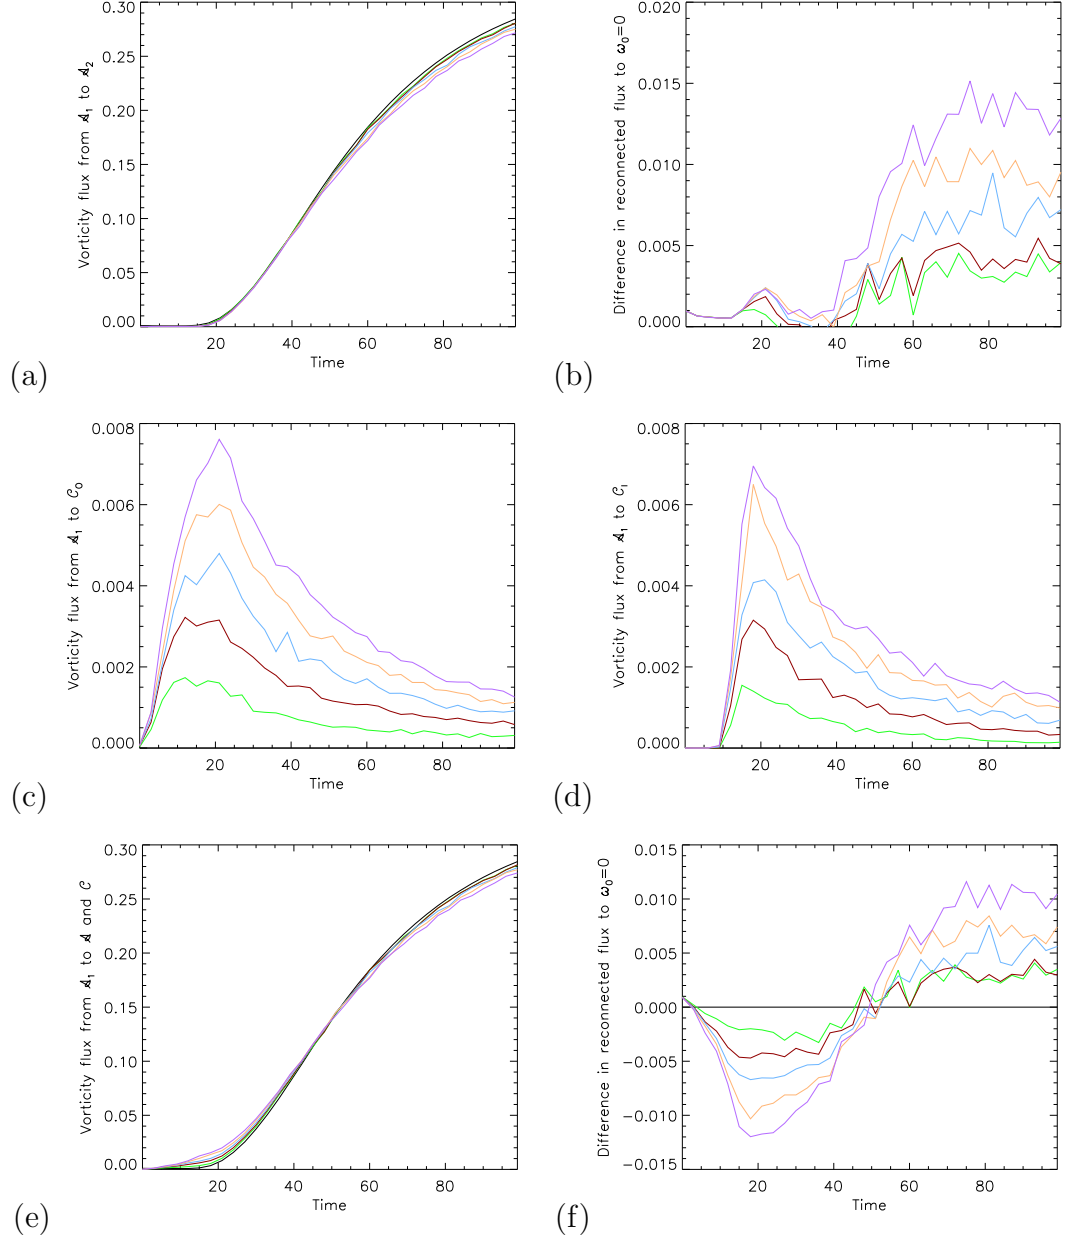 0.30
0.25
0.20
0.15
0.10
0.05
0.00
Vorticity flux from 𝒜₁ to 𝒜₂
20 40 60 80
Time
(a)
0.020
0.015
0.010
0.005
0.000
Difference in reconnected flux to ω₀=0
20 40 60 80
Time
(b)
0.008
0.006
0.004
0.002
0.000
Vorticity flux from 𝒜₁ to 𝒞₀
20 40 60 80
Time
(c)
0.008
0.006
0.004
0.002
0.000
Vorticity flux from 𝒜₁ to 𝒞ᵢ
20 40 60 80
Time
(d)
0.30
0.25
0.20
0.15
0.10
0.05
0.00
Vorticity flux from 𝒜₁ to 𝒜 and 𝒞
20 40 60 80
Time
(e)
0.015
0.010
0.005
0.000
−0.005
−0.010
−0.015
Difference in reconnected flux to ω₀=0
20 40 60 80
Time
(f)